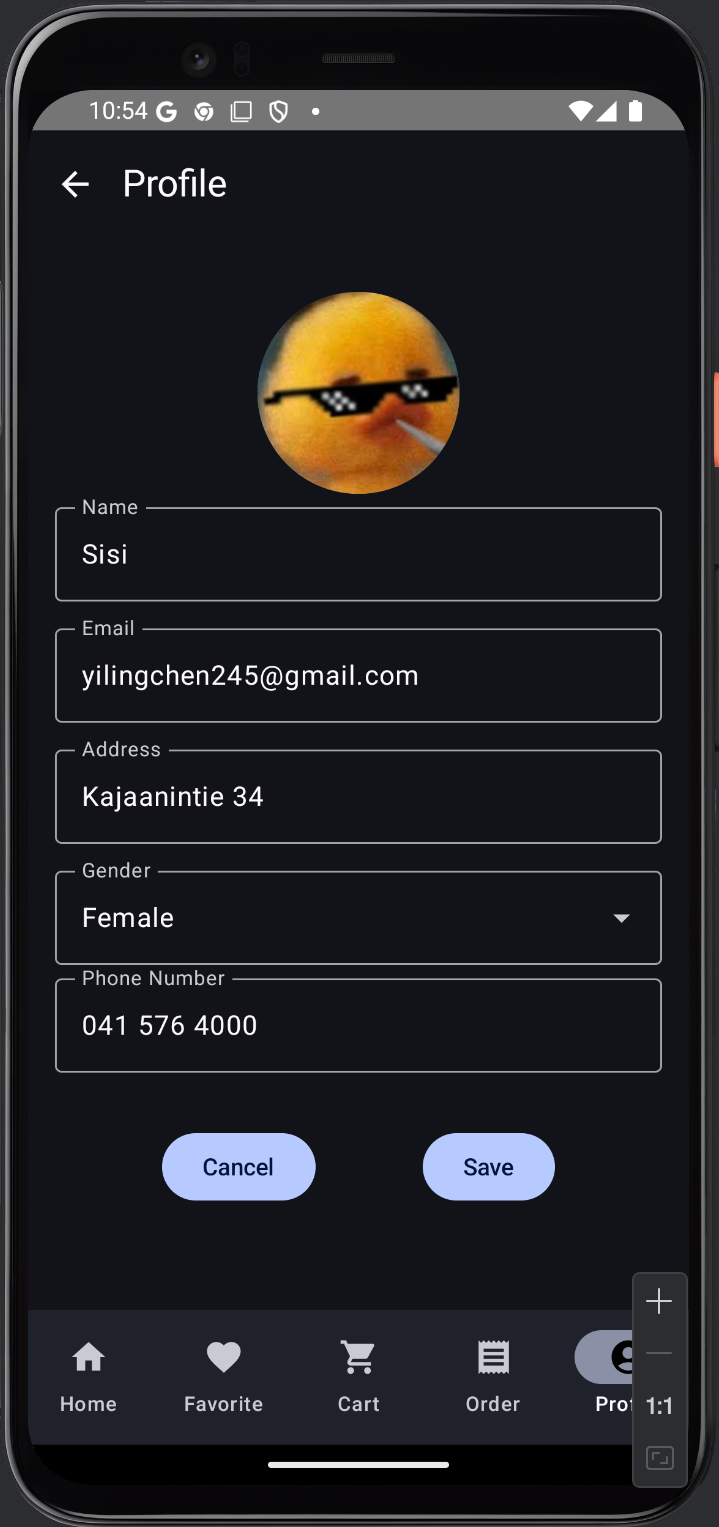 10:54
Profile
Name
Sisi
Email
yilingchen245@gmail.com
Address
Kajaanintie 34
Gender
Female
Phone Number
041 576 4000
Cancel Save
Home Favorite Cart Order Prof
1:1